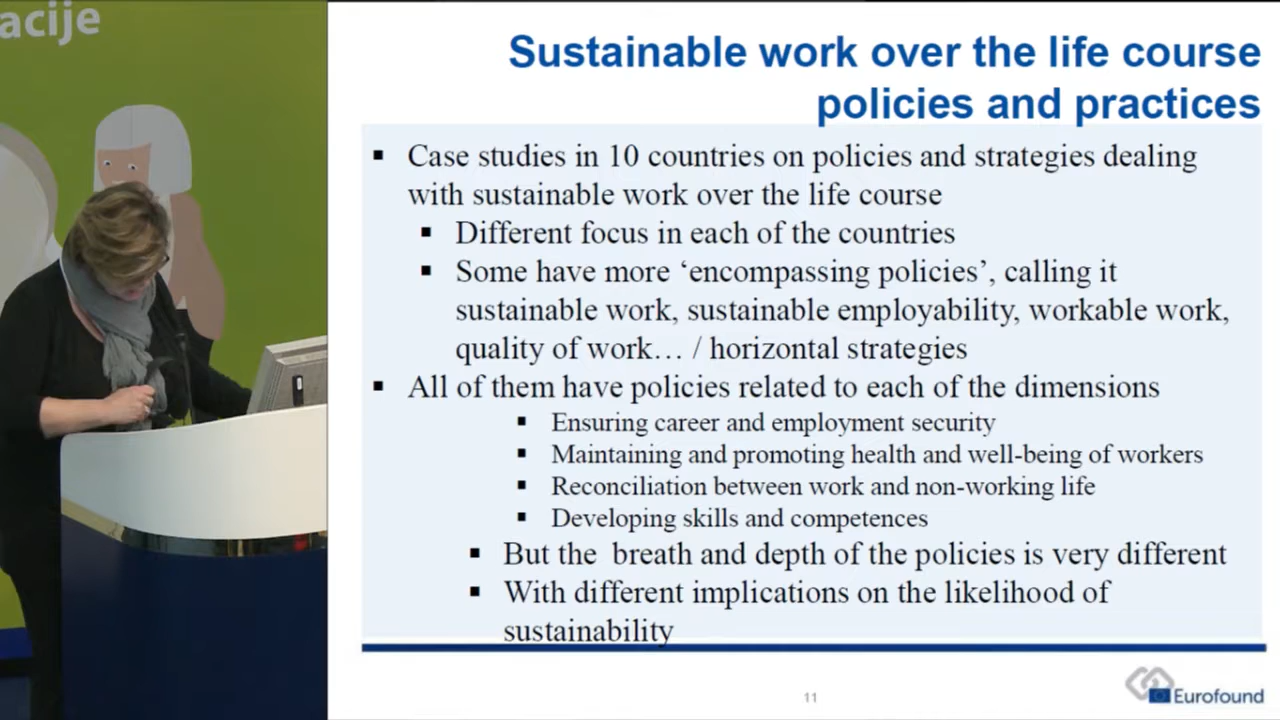 acije
Sustainable work over the life course
policies and practices
▪ Case studies in 10 countries on policies and strategies dealing
with sustainable work over the life course
▪ Different focus in each of the countries
▪ Some have more ‘encompassing policies’, calling it
sustainable work, sustainable employability, workable work,
quality of work… / horizontal strategies
▪ All of them have policies related to each of the dimensions
▪ Ensuring career and employment security
▪ Maintaining and promoting health and well-being of workers
▪ Reconciliation between work and non-working life
▪ Developing skills and competences
▪ But the breath and depth of the policies is very different
▪ With different implications on the likelihood of
sustainability
11
Eurofound